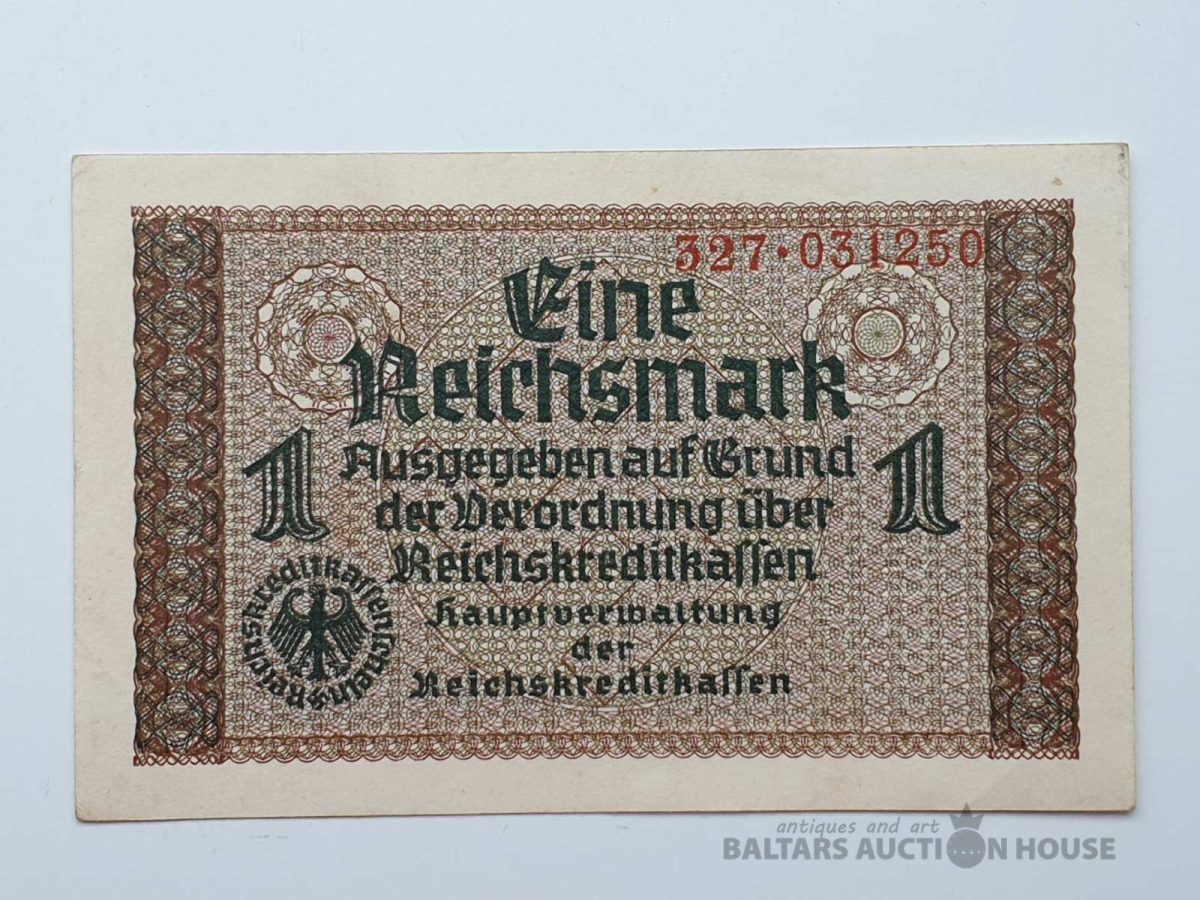 327·031250
Eine
Reichsmark
1 Ausgegeben auf Grund 1
der Verordnung über
Reichskreditkassen
Hauptverwaltung
der
Reichskreditkassen
Reichskreditkassenschein
antiques and art
BALTARS AUCTION HOUSE